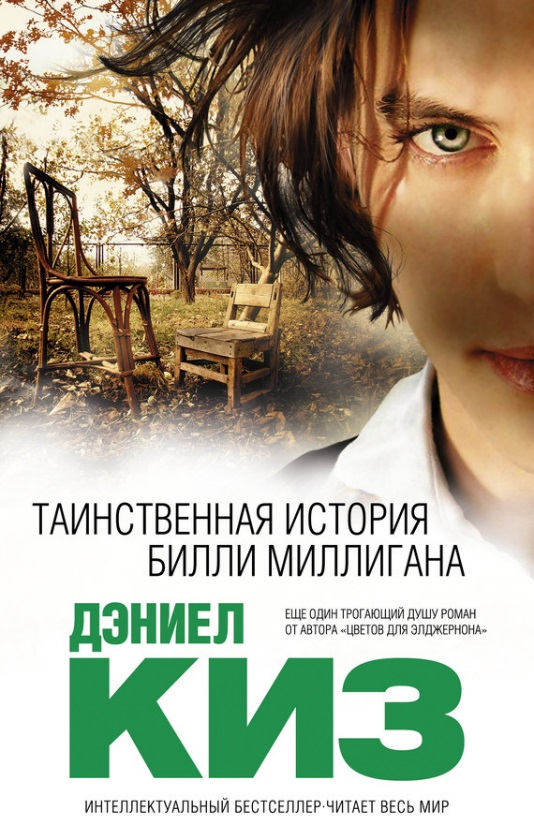 ТАИНСТВЕННАЯ ИСТОРИЯ
БИЛЛИ МИЛЛИГАНА
ДЭНИЕЛ
КИЗ
ЕЩЕ ОДИН ТРОГАЮЩИЙ ДУШУ РОМАН
ОТ АВТОРА «ЦВЕТОВ ДЛЯ ЭЛДЖЕРНОНА»
ИНТЕЛЛЕКТУАЛЬНЫЙ БЕСТСЕЛЛЕР·ЧИТАЕТ ВЕСЬ МИР